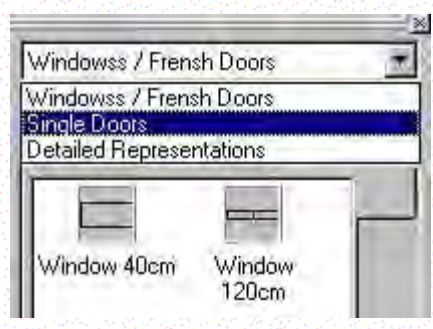 Windowss / Frensh Doors
Windowss / Frensh Doors
Single Doors
Detailed Representations
Window 40cm
Window
120cm